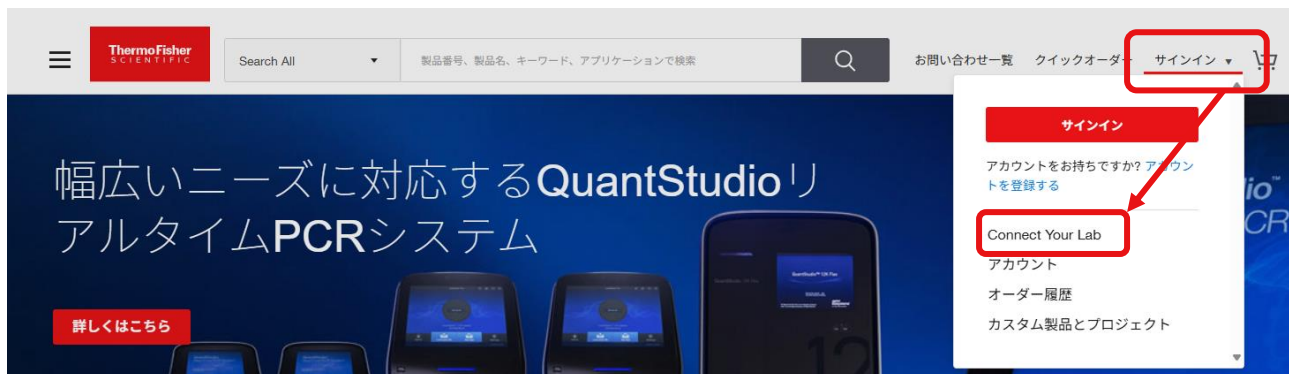 ThermoFisher
SCIENTIFIC
Search All
製品番号、製品名、キーワード、アプリケーションで検索
お問い合わせ一覧
クイックオーダー
サインイン
サインイン
アカウントをお持ちですか? アカウン
トを登録する
Connect Your Lab
アカウント
オーダー履歴
カスタム製品とプロジェクト
幅広いニーズに対応するQuantStudioリ
アルタイムPCRシステム
詳しくはこちら
io™
CR
12